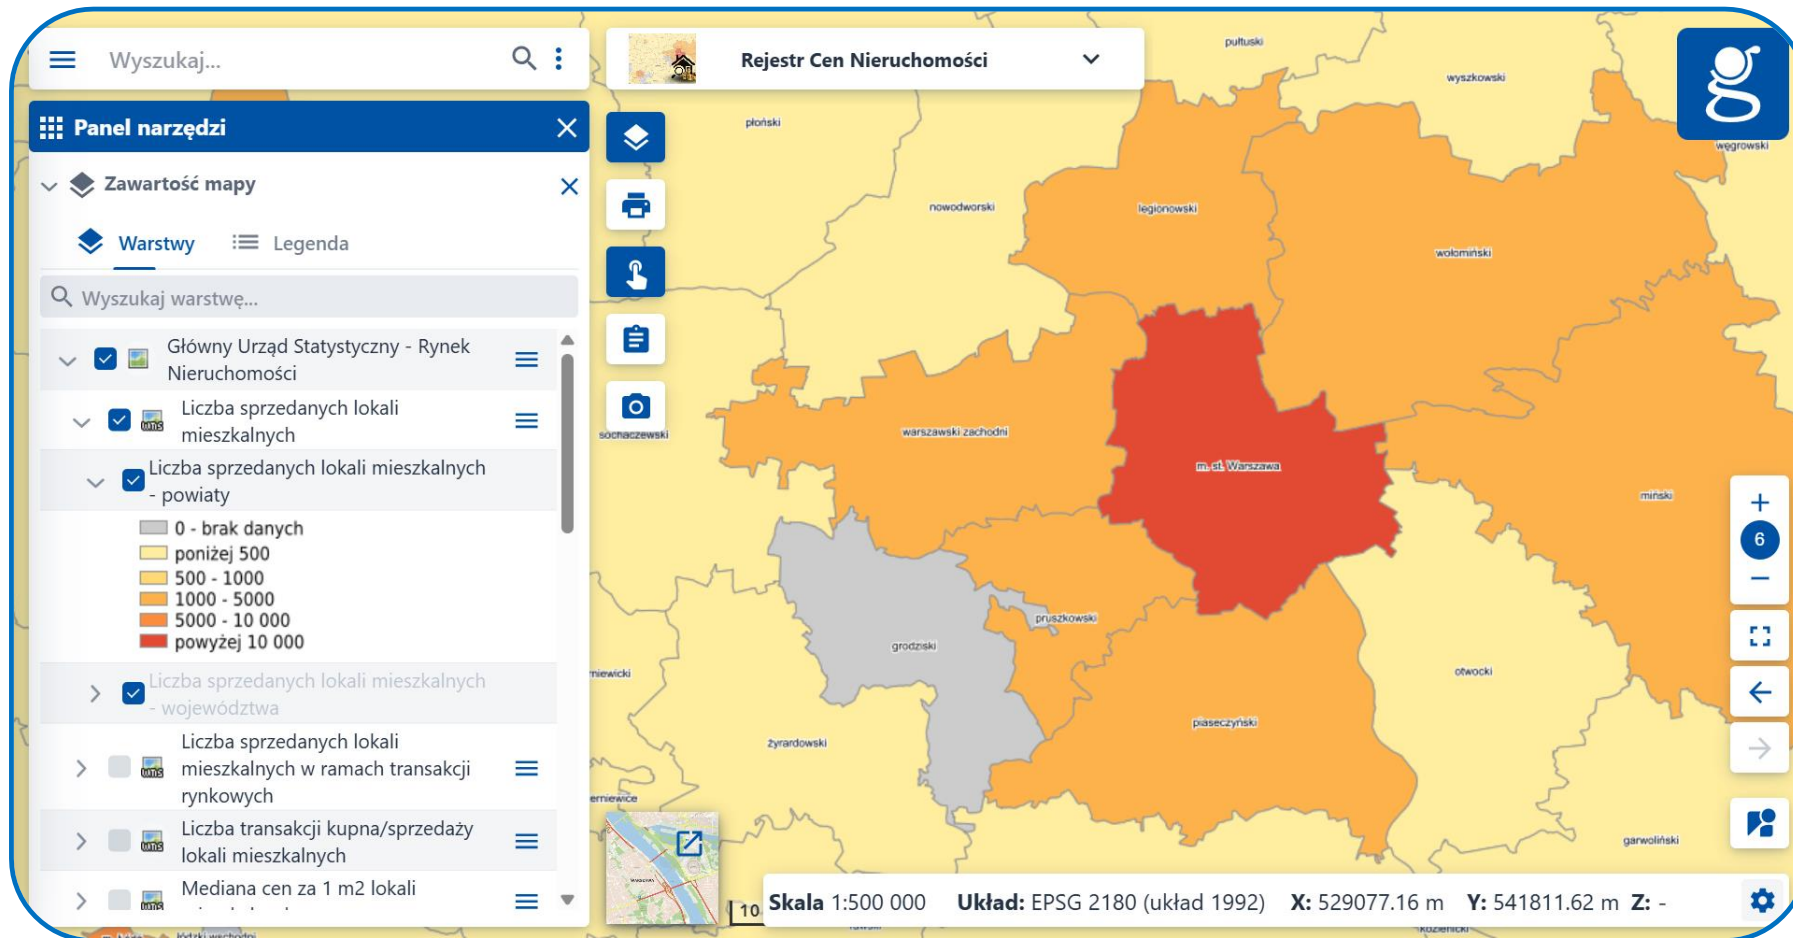 Wyszukaj...
Rejestr Cen Nieruchomości
Panel narzędzi
Zawartość mapy
Warstwy
Legenda
Wyszukaj warstwę...
Główny Urząd Statystyczny - Rynek
Nieruchomości
Liczba sprzedanych lokali
mieszkalnych
Liczba sprzedanych lokali mieszkalnych
- powiaty
0 - brak danych
poniżej 500
500 - 1000
1000 - 5000
5000 - 10 000
powyżej 10 000
Liczba sprzedanych lokali mieszkalnych
- województwa
Liczba sprzedanych lokali
mieszkalnych w ramach transakcji
rynkowych
Liczba transakcji kupna/sprzedaży
lokali mieszkalnych
Mediana cen za 1 m2 lokali
pułtuski
wyszkowski
płoński
węgrowski
nowodworski
legionowski
wołomiński
sochaczewski
warszawski zachodni
m. st. Warszawa
miński
pruszkowski
grodziski
otwocki
piaseczyński
żyrardowski
garwoliński
g
6
10
Skala 1:500 000 Układ: EPSG 2180 (układ 1992) X: 529077.16 m Y: 541811.62 m Z: -